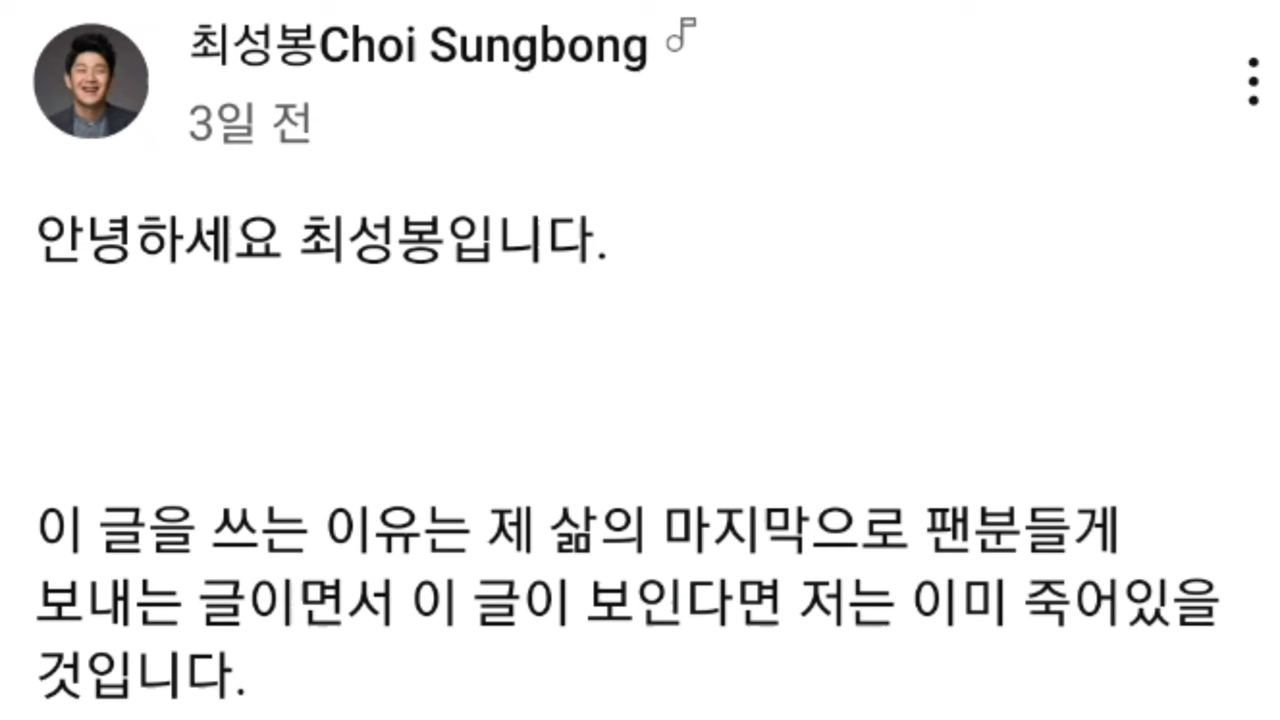 최성봉Choi Sungbong
3일 전
안녕하세요 최성봉입니다.
이 글을 쓰는 이유는 제 삶의 마지막으로 팬분들게
보내는 글이면서 이 글이 보인다면 저는 이미 죽어있을
것입니다.